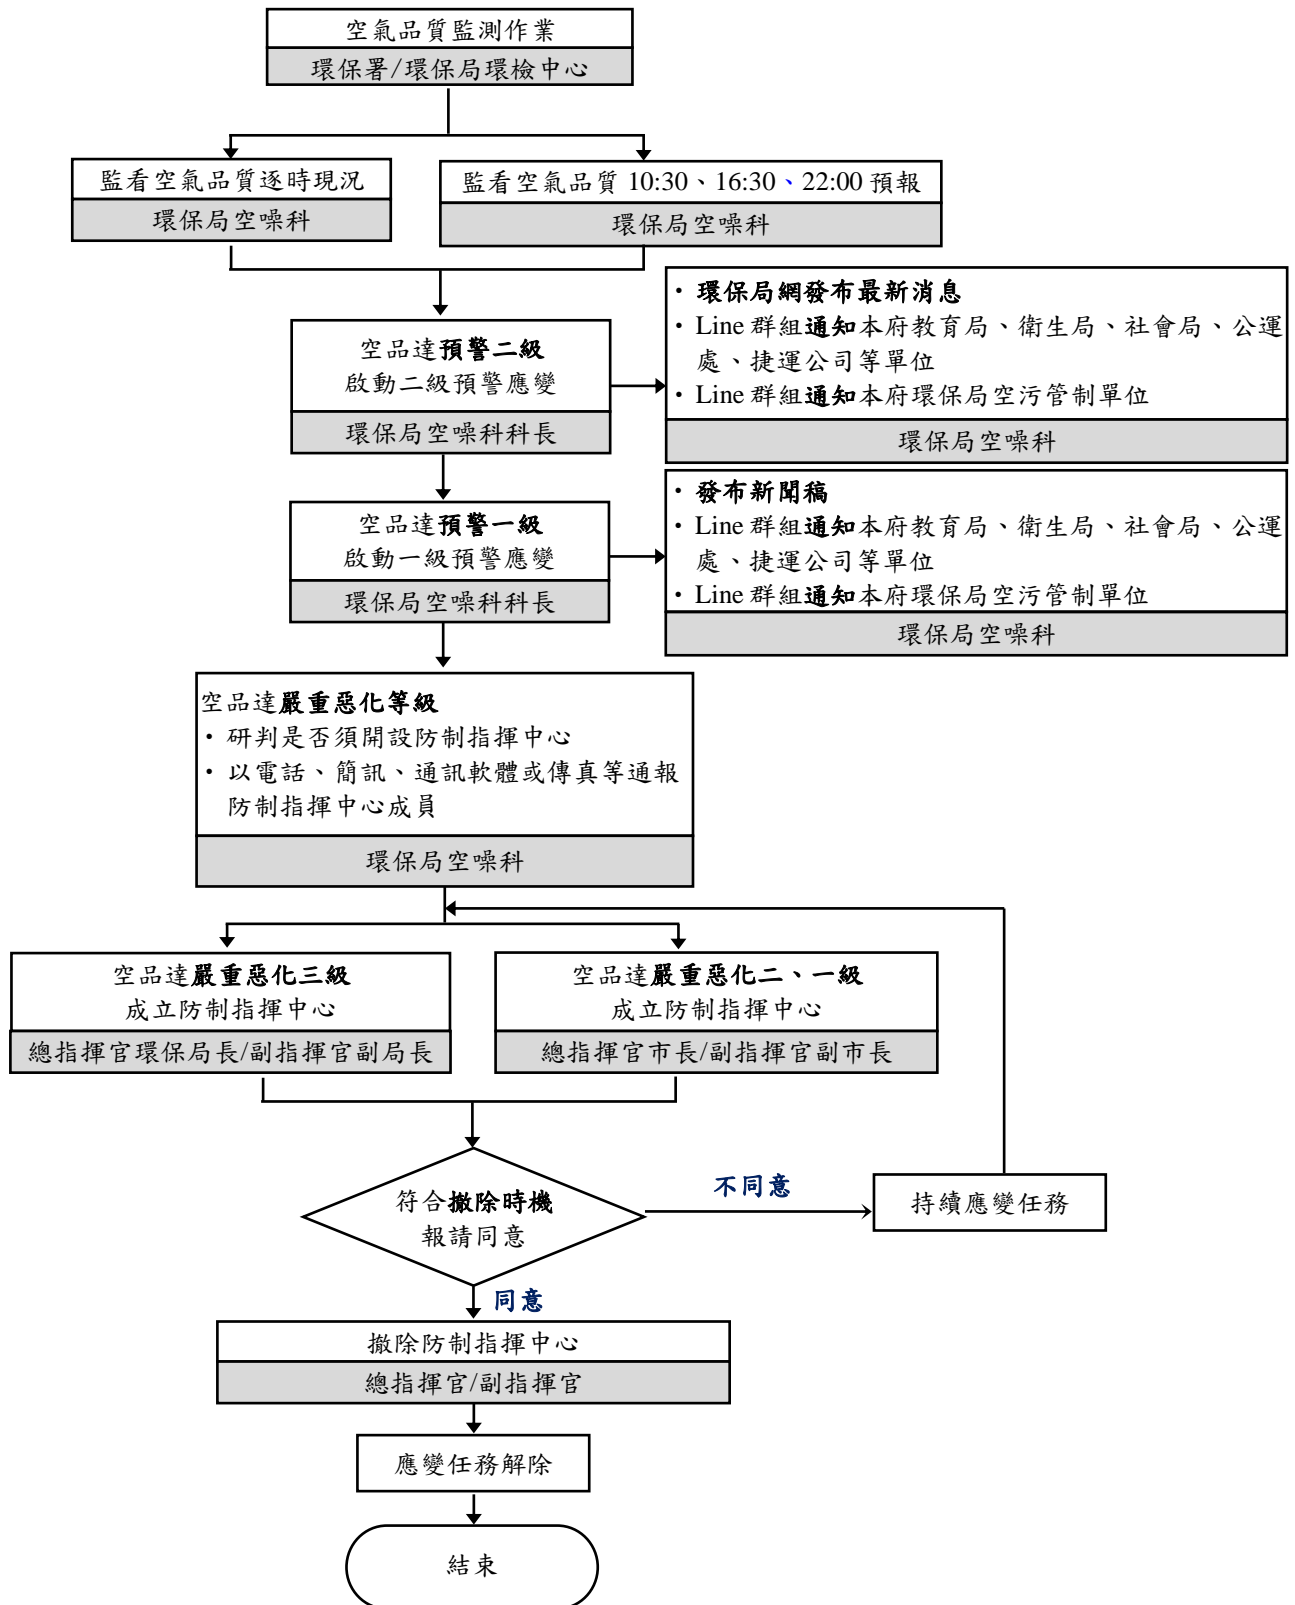 空氣品質監測作業
環保署/環保局環檢中心
監看空氣品質逐時現況
環保局空噪科
監看空氣品質 10:30、16:30、22:00 預報
環保局空噪科
空品達預警二級
啟動二級預警應變
環保局空噪科科長
・環保局網發布最新消息
・Line 群組通知本府教育局、衛生局、社會局、公運
處、捷運公司等單位
・Line 群組通知本府環保局空污管制單位
環保局空噪科
空品達預警一級
啟動一級預警應變
環保局空噪科科長
・發布新聞稿
・Line 群組通知本府教育局、衛生局、社會局、公運
處、捷運公司等單位
・Line 群組通知本府環保局空污管制單位
環保局空噪科
空品達嚴重惡化等級
・研判是否須開設防制指揮中心
・以電話、簡訊、通訊軟體或傳真等通報
防制指揮中心成員
環保局空噪科
空品達嚴重惡化三級
成立防制指揮中心
總指揮官環保局長/副指揮官副局長
空品達嚴重惡化二、一級
成立防制指揮中心
總指揮官市長/副指揮官副市長
符合撤除時機
報請同意
不同意
持續應變任務
同意
撤除防制指揮中心
總指揮官/副指揮官
應變任務解除
結束